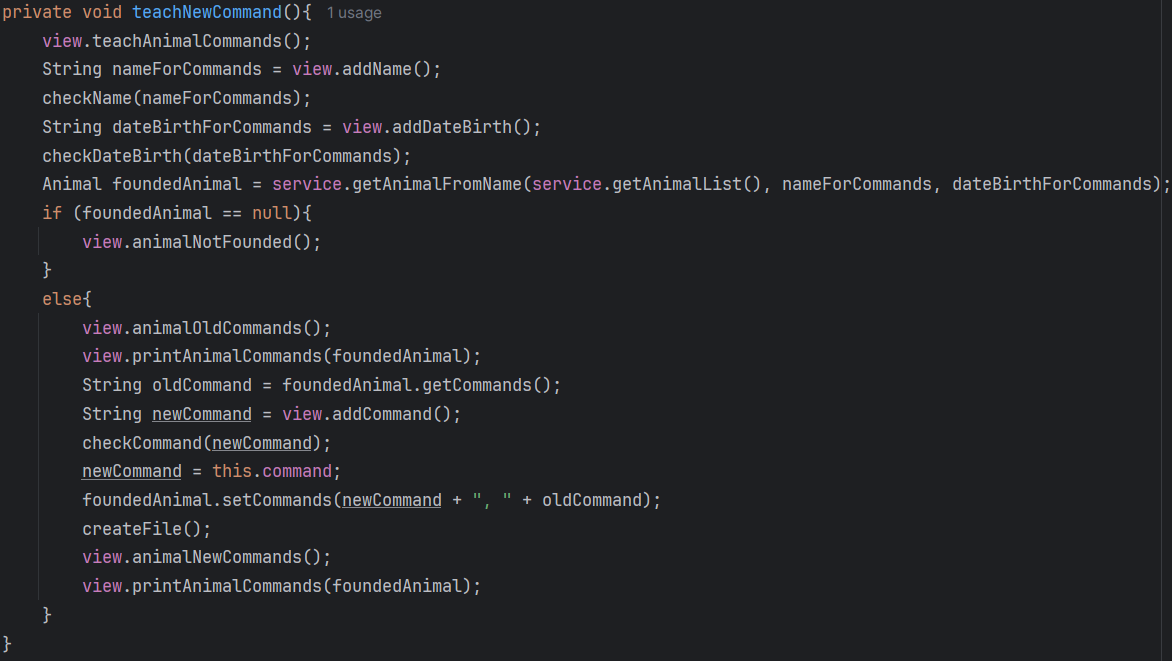 private void teachNewCommand(){ 1 usage
    view.teachAnimalCommands();
    String nameForCommands = view.addName();
    checkName(nameForCommands);
    String dateBirthForCommands = view.addDateBirth();
    checkDateBirth(dateBirthForCommands);
    Animal foundedAnimal = service.getAnimalFromName(service.getAnimalList(), nameForCommands, dateBirthForCommands);
    if (foundedAnimal == null){
        view.animalNotFounded();
    }
    else{
        view.animalOldCommands();
        view.printAnimalCommands(foundedAnimal);
        String oldCommand = foundedAnimal.getCommands();
        String newCommand = view.addCommand();
        checkCommand(newCommand);
        newCommand = this.command;
        foundedAnimal.setCommands(newCommand + ", " + oldCommand);
        createFile();
        view.animalNewCommands();
        view.printAnimalCommands(foundedAnimal);
    }
}